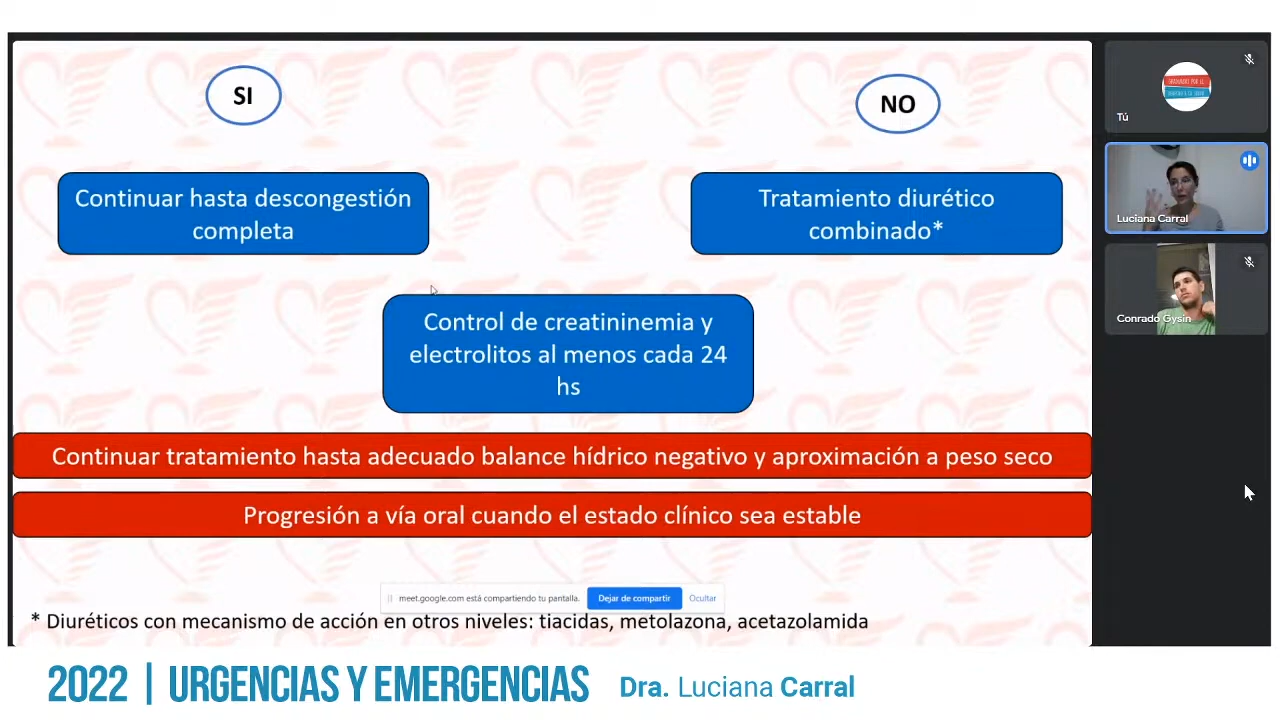 SI
NO
Continuar hasta descongestión
completa
Tratamiento diurético
combinado*
Control de creatininemia y
electrolitos al menos cada 24
hs
Continuar tratamiento hasta adecuado balance hídrico negativo y aproximación a peso seco
Progresión a vía oral cuando el estado clínico sea estable
meet.google.com está compartiendo tu pantalla.
Dejar de compartir
Ocultar
* Diuréticos con mecanismo de acción en otros niveles: tiacidas, metolazona, acetazolamida
Tú
Luciana Carral
Conrado Gysin
2022 | URGENCIAS Y EMERGENCIAS
Dra. Luciana Carral